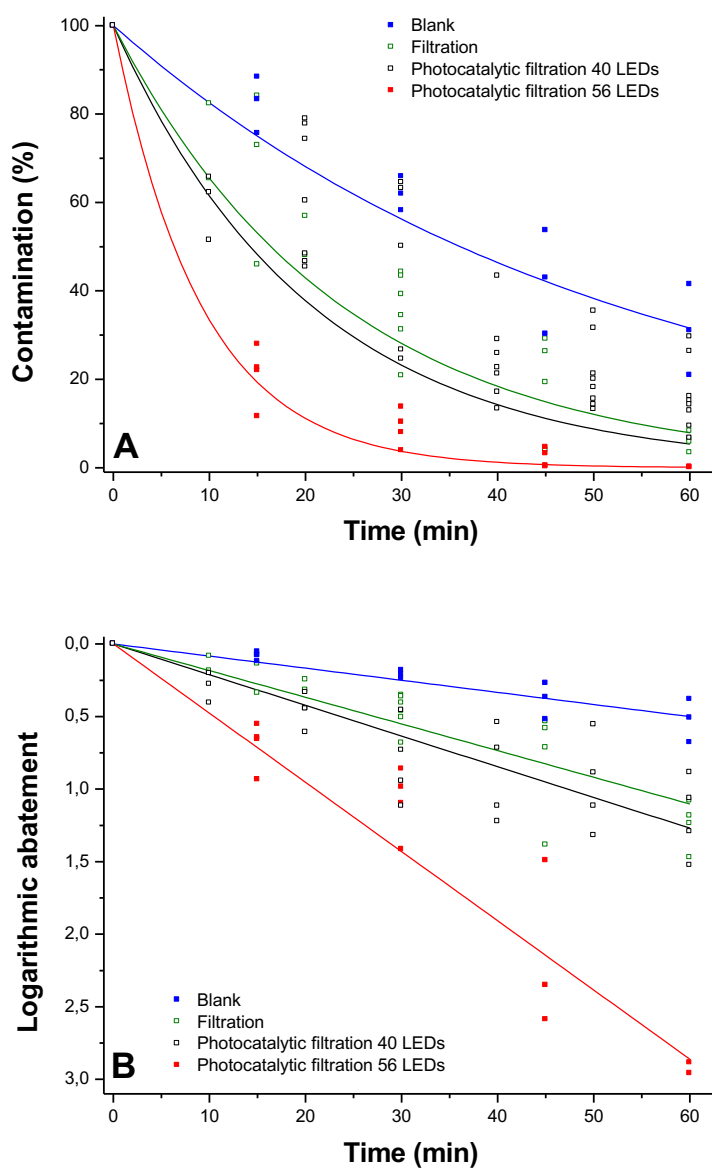 100
80
60
40
20
0
Contamination (%)
Blank
Filtration
Photocatalytic filtration 40 LEDs
Photocatalytic filtration 56 LEDs
A
0 10 20 30 40 50 60
Time (min)
0,0
0,5
1,0
1,5
2,0
2,5
3,0
Logarithmic abatement
Blank
Filtration
Photocatalytic filtration 40 LEDs
Photocatalytic filtration 56 LEDs
B
0 10 20 30 40 50 60
Time (min)